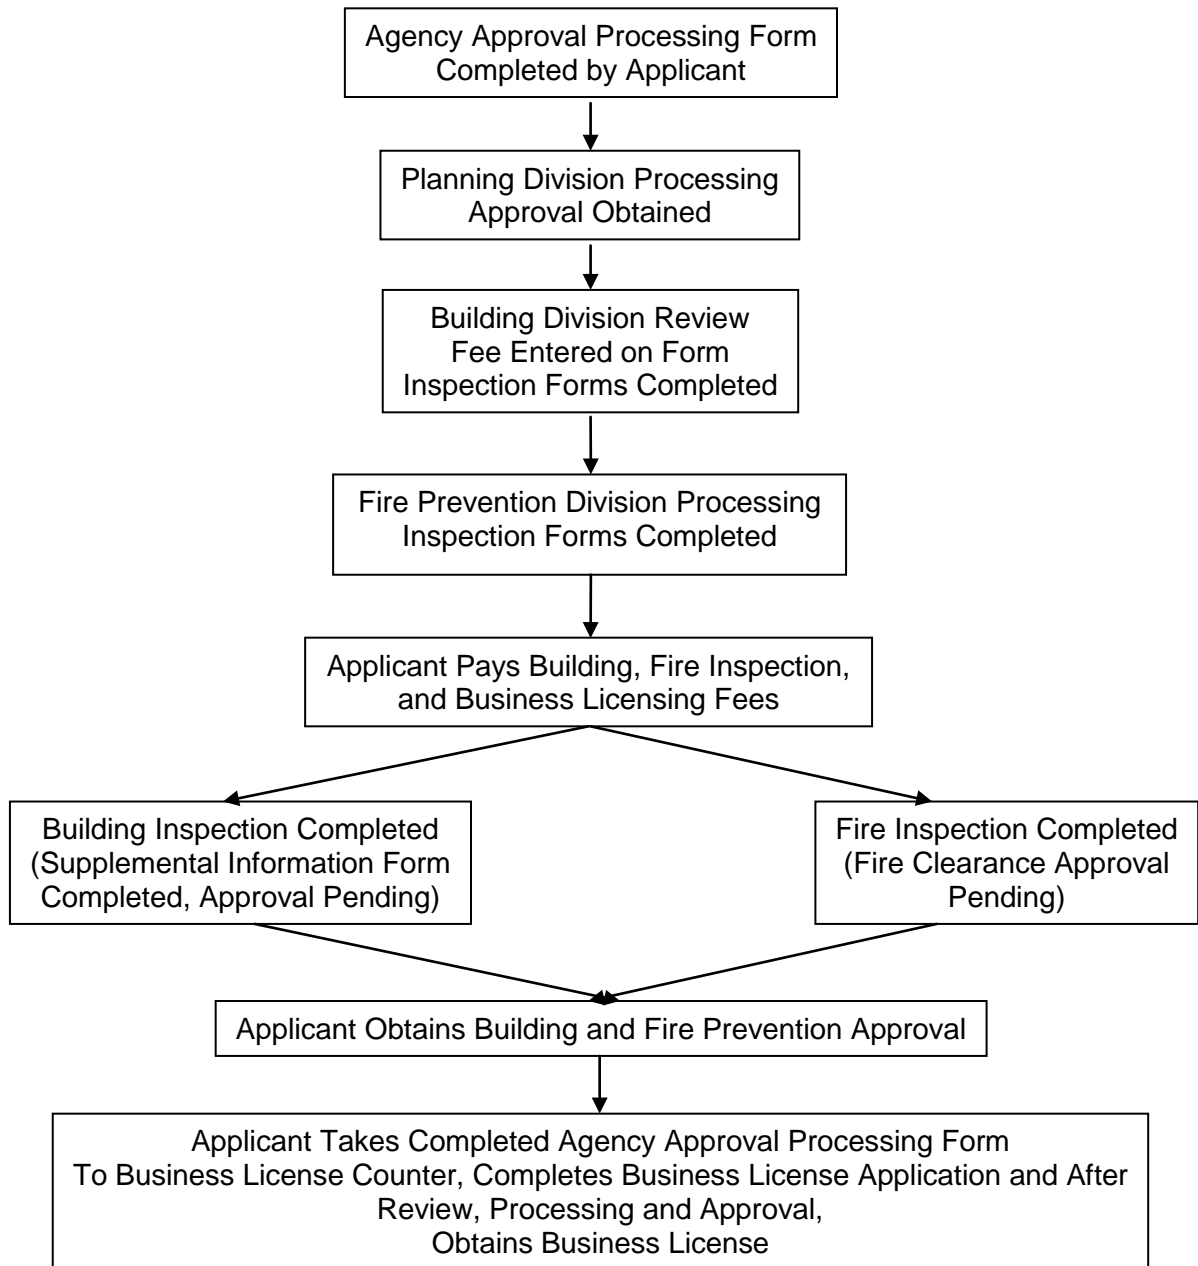 Agency Approval Processing Form
Completed by Applicant
Planning Division Processing
Approval Obtained
Building Division Review
Fee Entered on Form
Inspection Forms Completed
Fire Prevention Division Processing
Inspection Forms Completed
Applicant Pays Building, Fire Inspection,
and Business Licensing Fees
Building Inspection Completed
(Supplemental Information Form
Completed, Approval Pending)
Fire Inspection Completed
(Fire Clearance Approval
Pending)
Applicant Obtains Building and Fire Prevention Approval
Applicant Takes Completed Agency Approval Processing Form
To Business License Counter, Completes Business License Application and After
Review, Processing and Approval,
Obtains Business License